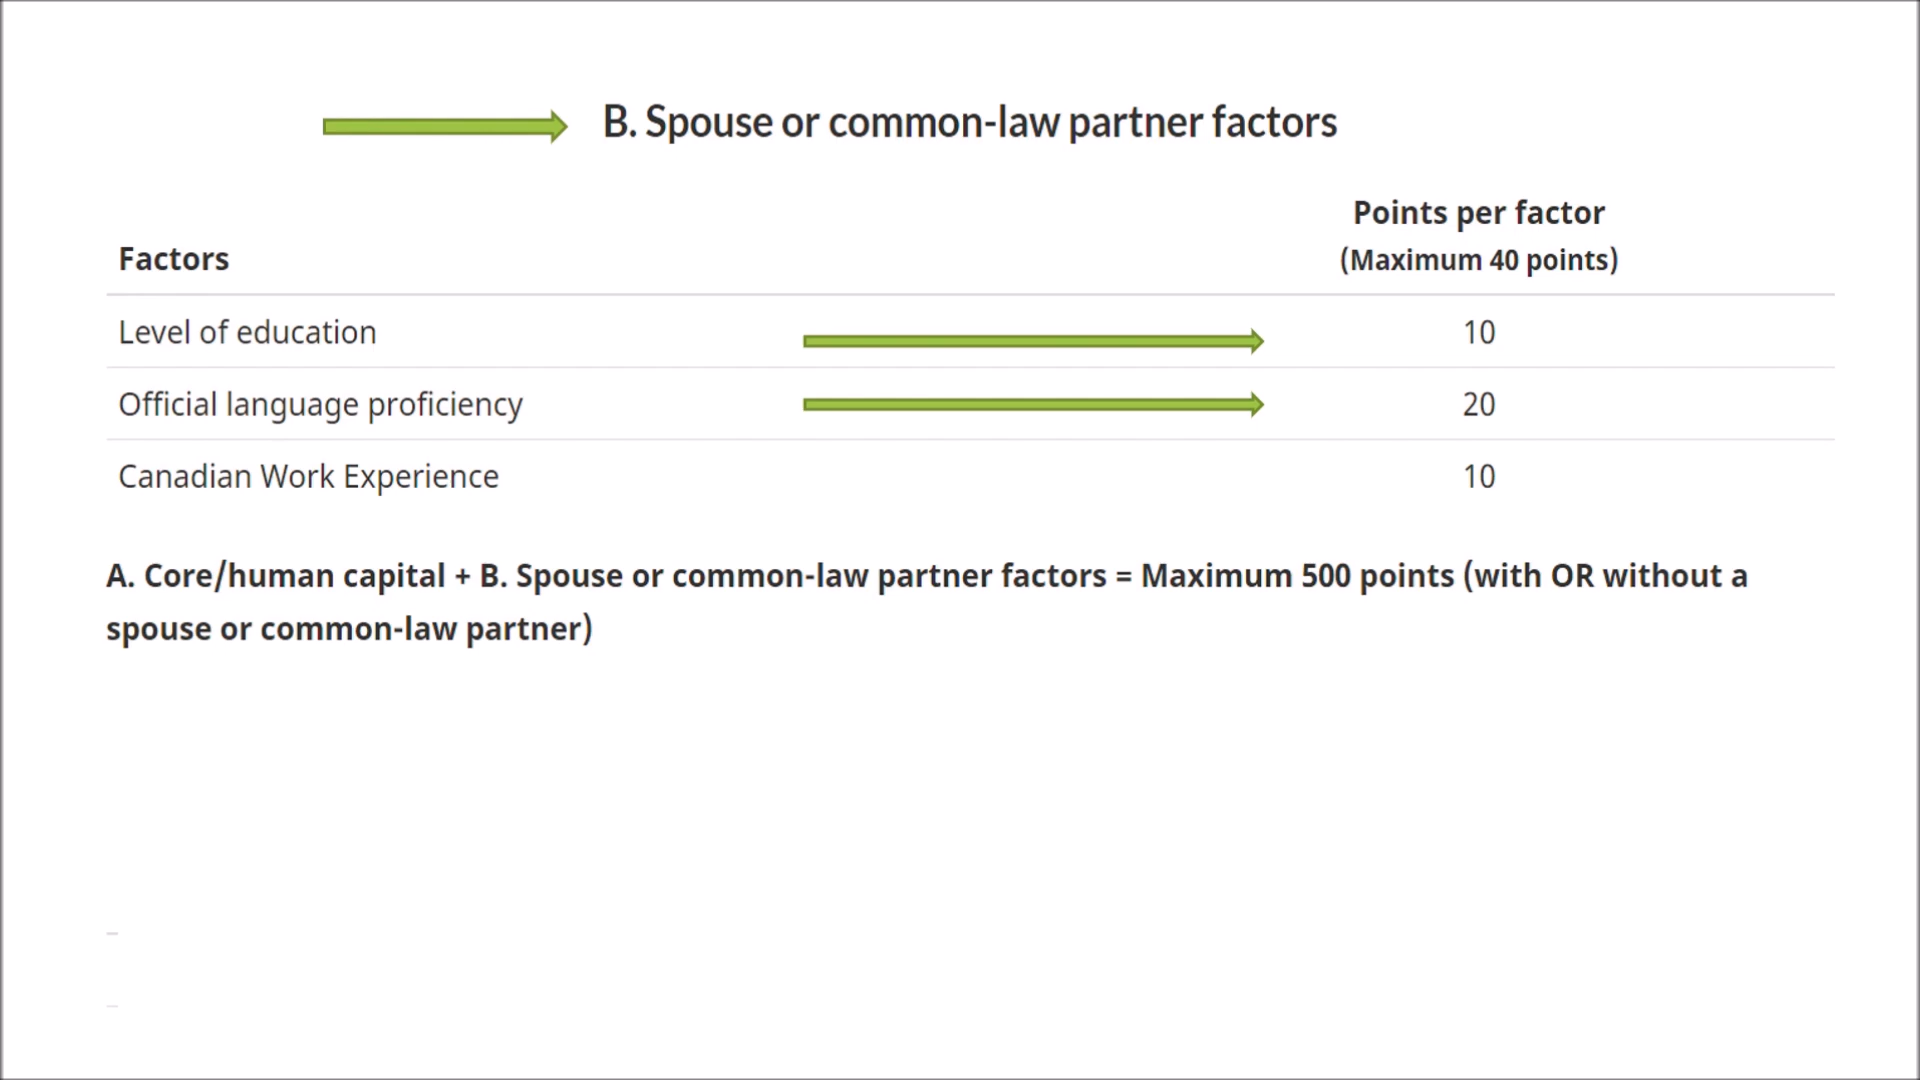 B. Spouse or common-law partner factors
Points per factor
Factors (Maximum 40 points)
Level of education 10
Official language proficiency 20
Canadian Work Experience 10
A. Core/human capital + B. Spouse or common-law partner factors = Maximum 500 points (with OR without a
spouse or common-law partner)